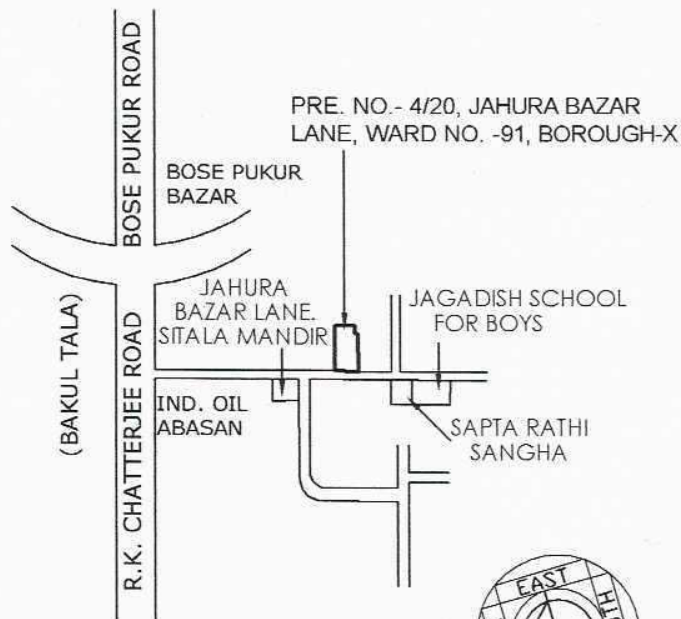 BOSE PUKUR ROAD
PRE. NO.- 4/20, JAHURA BAZAR
LANE, WARD NO. -91, BOROUGH-X
BOSE PUKUR
BAZAR
JAHURA
BAZAR LANE.
SITALA MANDIR
JAGADISH SCHOOL
FOR BOYS
(BAKUL TALA)
R.K. CHATTERJEE ROAD
IND. OIL
ABASAN
SAPTA RATHI
SANGHA
EAST